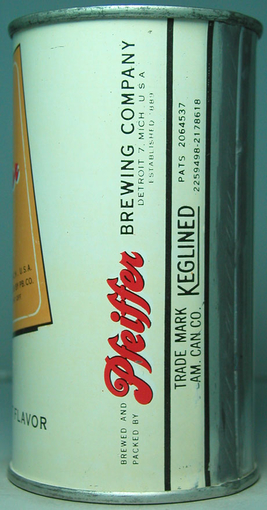 BREWED AND
PACKED BY
Pfeiffer
BREWING COMPANY
DETROIT 7, MICH. U S A
ESTABLISHED 1889
TRADE MARK
AM. CAN CO.
KEGLINED
PATS 2064537
2259498-2178618
FLAVOR
U.S.A.